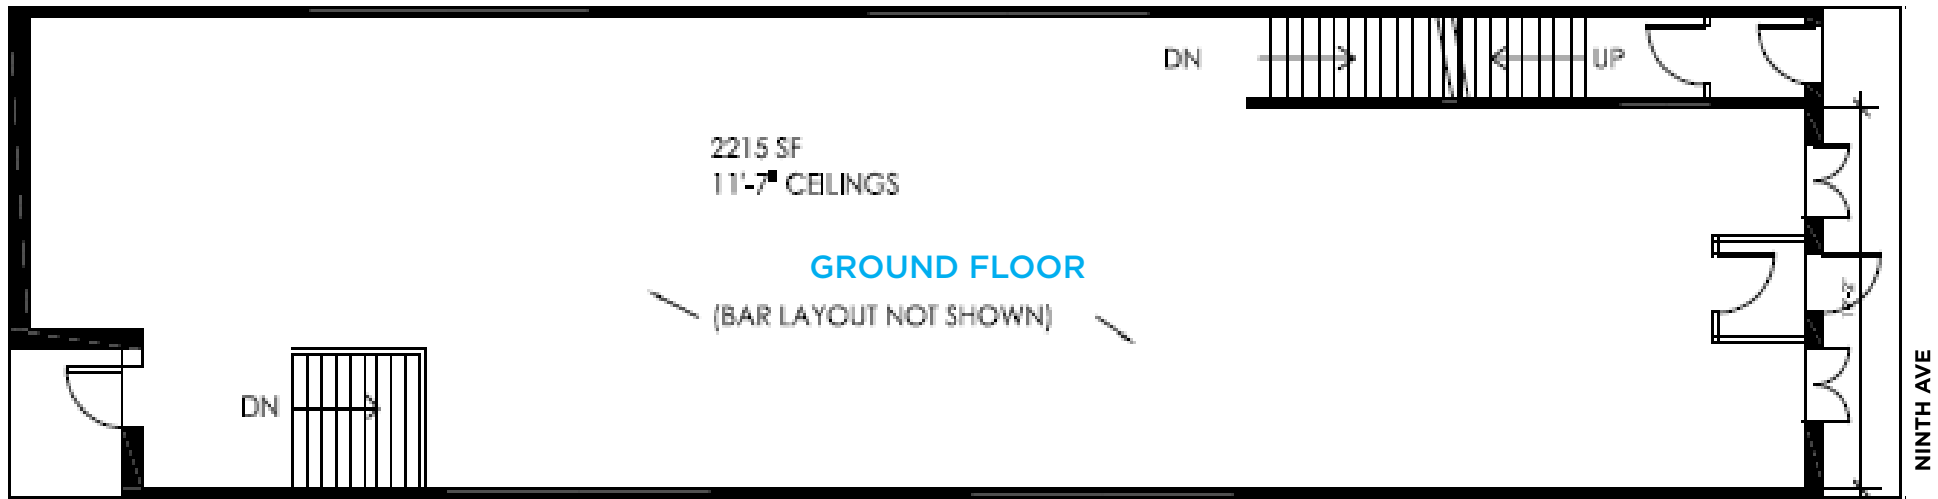 DN
UP
2215 SF
11'-7" CEILINGS
GROUND FLOOR
(BAR LAYOUT NOT SHOWN)
DN
NINTH AVE